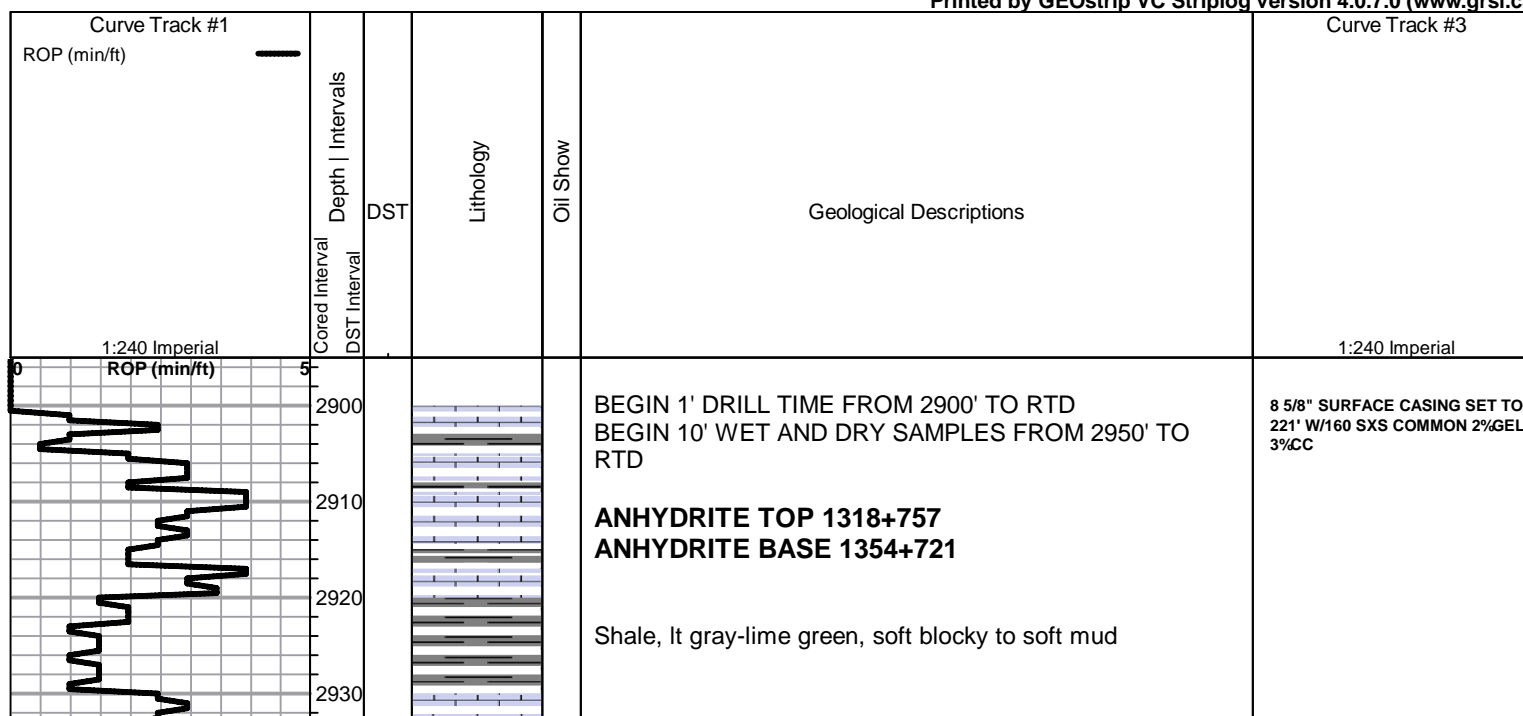 Printed by GEOstrip VC Striplog version 4.0.7.0 (www.grsi.c
Curve Track #1
ROP (min/ft)
1:240 Imperial
Cored Interval
DST Interval
Depth | Intervals
DST
Lithology
Oil Show
Geological Descriptions
Curve Track #3
1:240 Imperial
0 ROP (min/ft) 5
2900
2910
2920
2930
BEGIN 1' DRILL TIME FROM 2900' TO RTD
BEGIN 10' WET AND DRY SAMPLES FROM 2950' TO
RTD
ANHYDRITE TOP 1318+757
ANHYDRITE BASE 1354+721
Shale, lt gray-lime green, soft blocky to soft mud
8 5/8" SURFACE CASING SET TO
221' W/160 SXS COMMON 2%GEL
3%CC